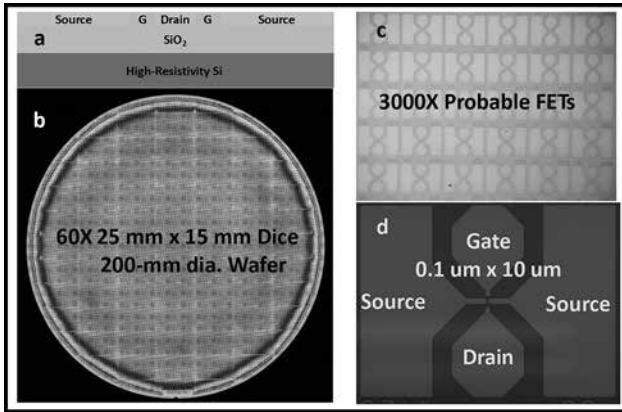 Source G Drain G Source
a
SiO2
High-Resistivity Si
b
60X 25 mm x 15 mm Dice
200-mm dia. Wafer
c
3000X Probable FETs
d
Gate
0.1 um x 10 um
Source Source
Drain